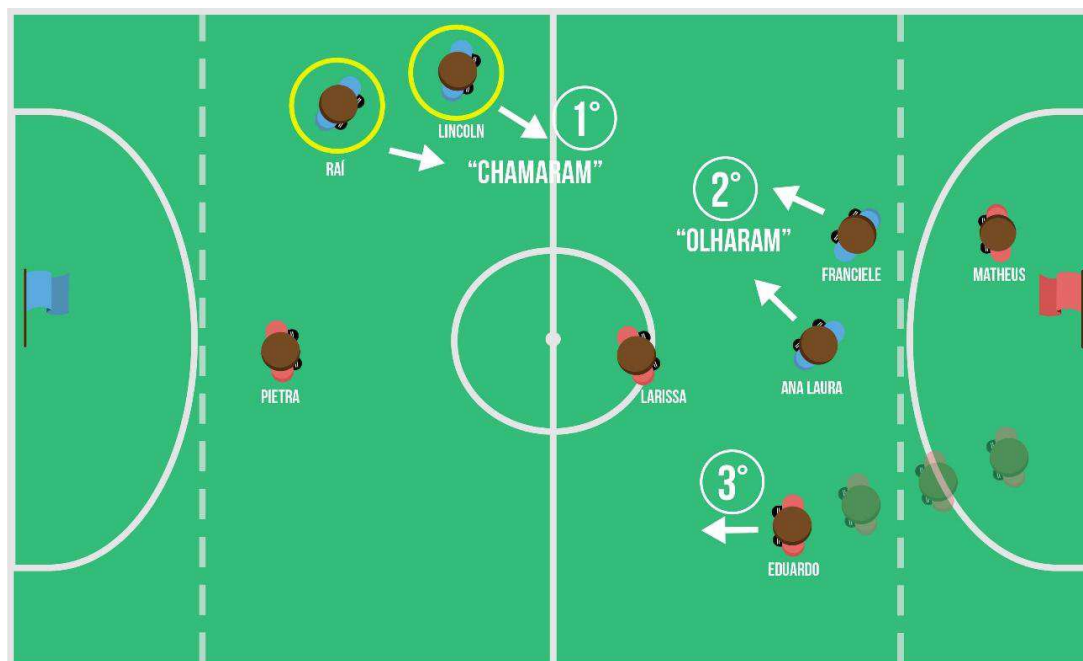 LINCOLN
RAÍ
1°
"CHAMARAM"
2°
"OLHARAM"
FRANCIELE
MATHEUS
PIETRA
LARISSA
ANA LAURA
3°
EDUARDO